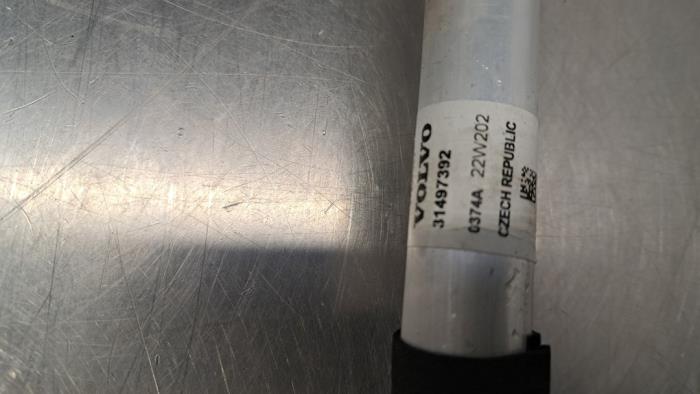 VOLVO
31497392
0374A 22W202
CZECH REPUBLIC